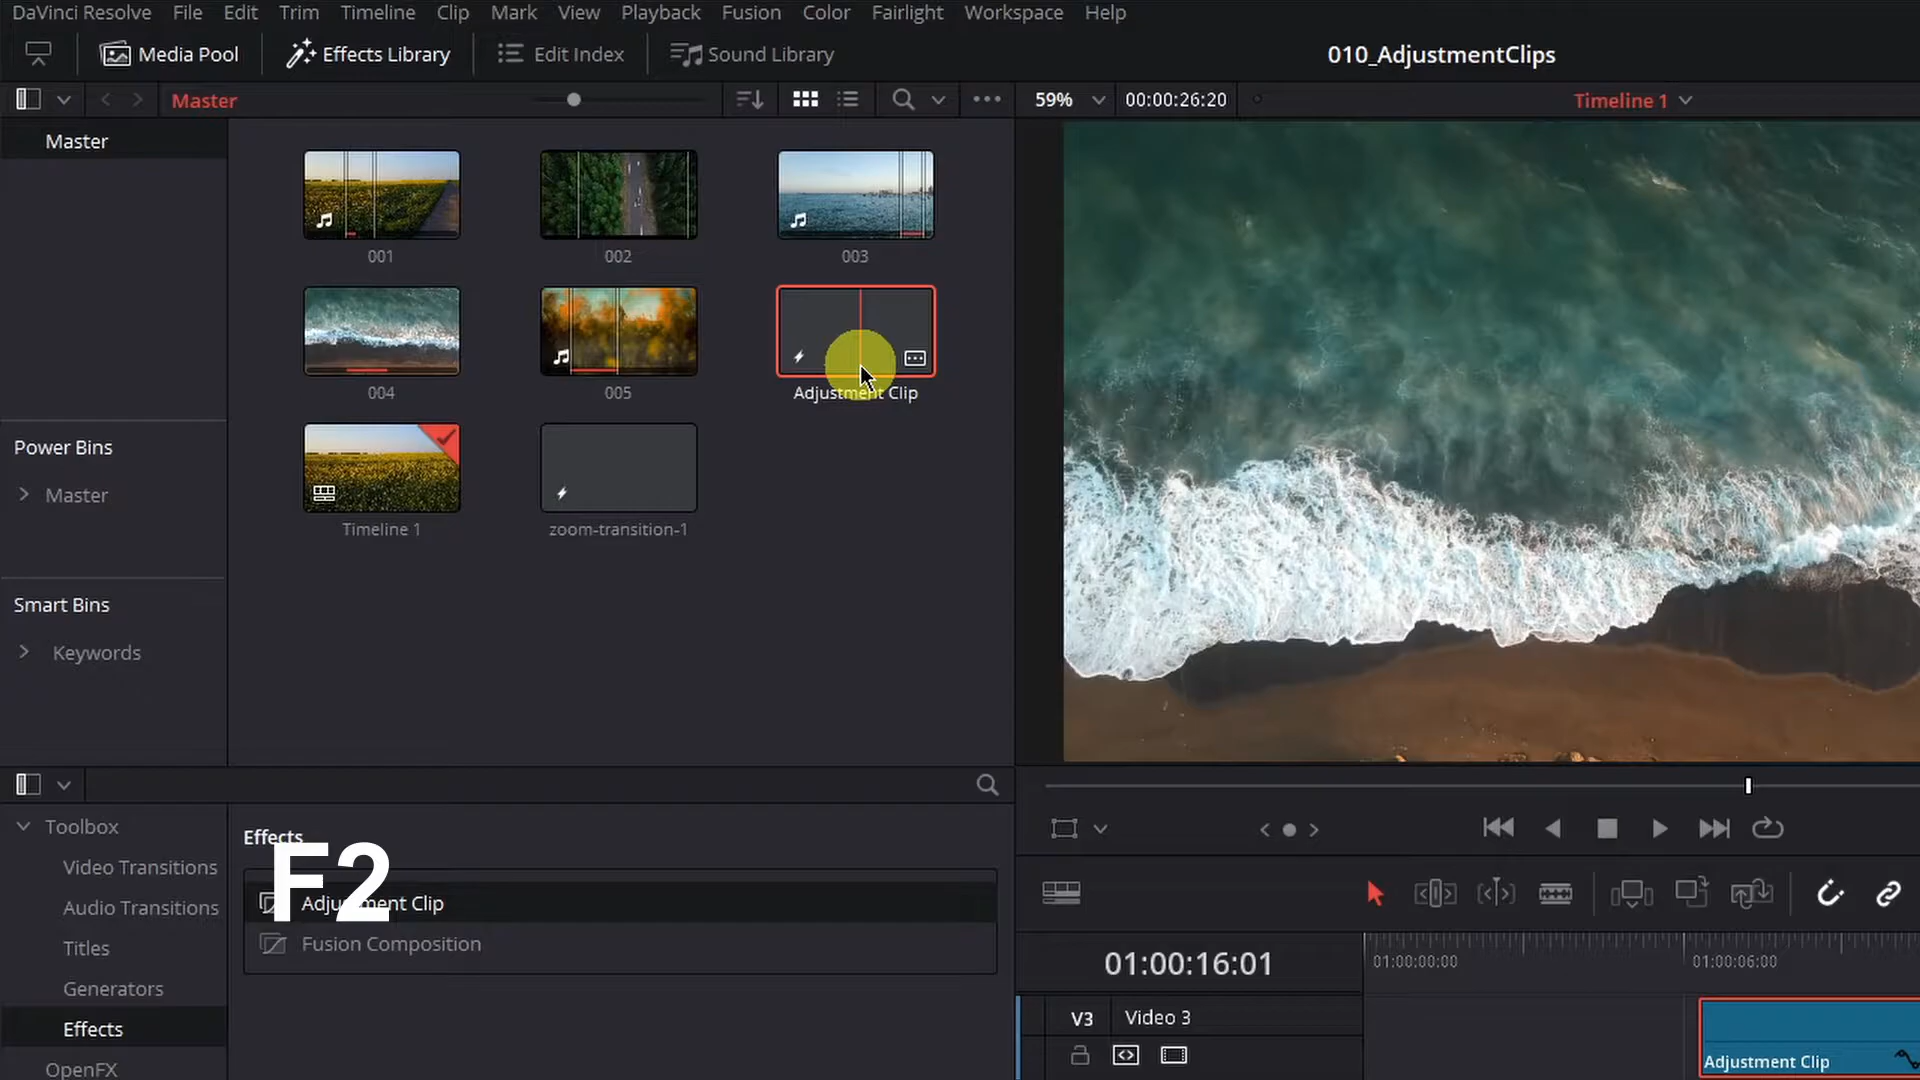 DaVinci Resolve File Edit Trim Timeline Clip Mark View Playback Fusion Color Fairlight Workspace Help
Media Pool Effects Library Edit Index Sound Library 010_AdjustmentClips
Master 59% 00:00:26:20 Timeline 1
Master
001 002 003
004 005 Adjustment Clip
Timeline 1 zoom-transition-1
Power Bins
Master
Smart Bins
Keywords
Toolbox
Video Transitions
Audio Transitions
Titles
Generators
Effects
OpenFX
Effects
F2
Adjustment Clip
Fusion Composition
01:00:16:01 01:00:00:00 01:00:06:00
V3 Video 3
Adjustment Clip